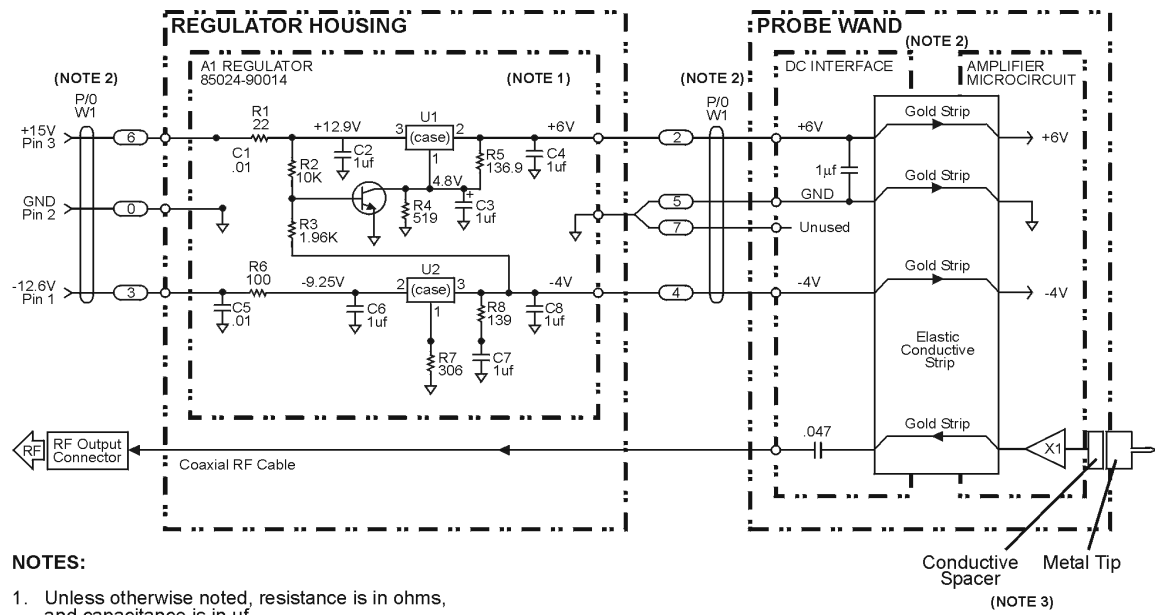 REGULATOR HOUSING
PROBE WAND
(NOTE 2)
A1 REGULATOR
85024-90014
(NOTE 1)
(NOTE 2)
P/O
W1
(NOTE 2)
P/O
W1
DC INTERFACE
AMPLIFIER
MICROCIRCUIT
+15V
Pin 3
6
R1
22
+12.9V
U1
3 (case) 2
1
+6V
2
+6V
Gold Strip
+6V
C1
.01
R2
10K
C2
1uf
R5
136.9
C4
1uf
1µf
4.8V
+
R4
519
C3
1uf
GND
Pin 2
0
R3
1.96K
5
7
GND
Unused
Gold Strip
-12.6V
Pin 1
3
R6
100
-9.25V
U2
2 (case) 3
1
-4V
4
-4V
Gold Strip
-4V
C5
.01
C6
1uf
R8
139
C8
1uf
R7
306
C7
1uf
Elastic
Conductive
Strip
RF
RF Output
Connector
Coaxial RF Cable
.047
Gold Strip
X1
Conductive
Spacer
Metal Tip
(NOTE 3)
NOTES:
1. Unless otherwise noted, resistance is in ohms,
and capacitance is in uf